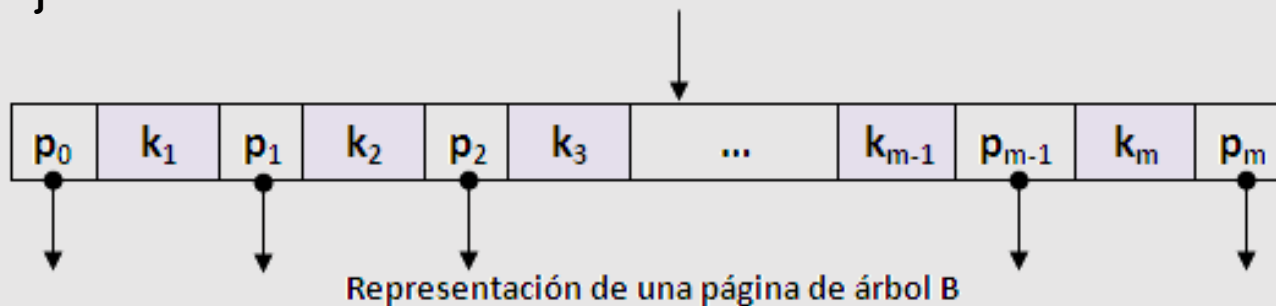 j
p₀ k₁ p₁ k₂ p₂ k₃ ... kₘ₋₁ pₘ₋₁ kₘ pₘ
Representación de una página de árbol B